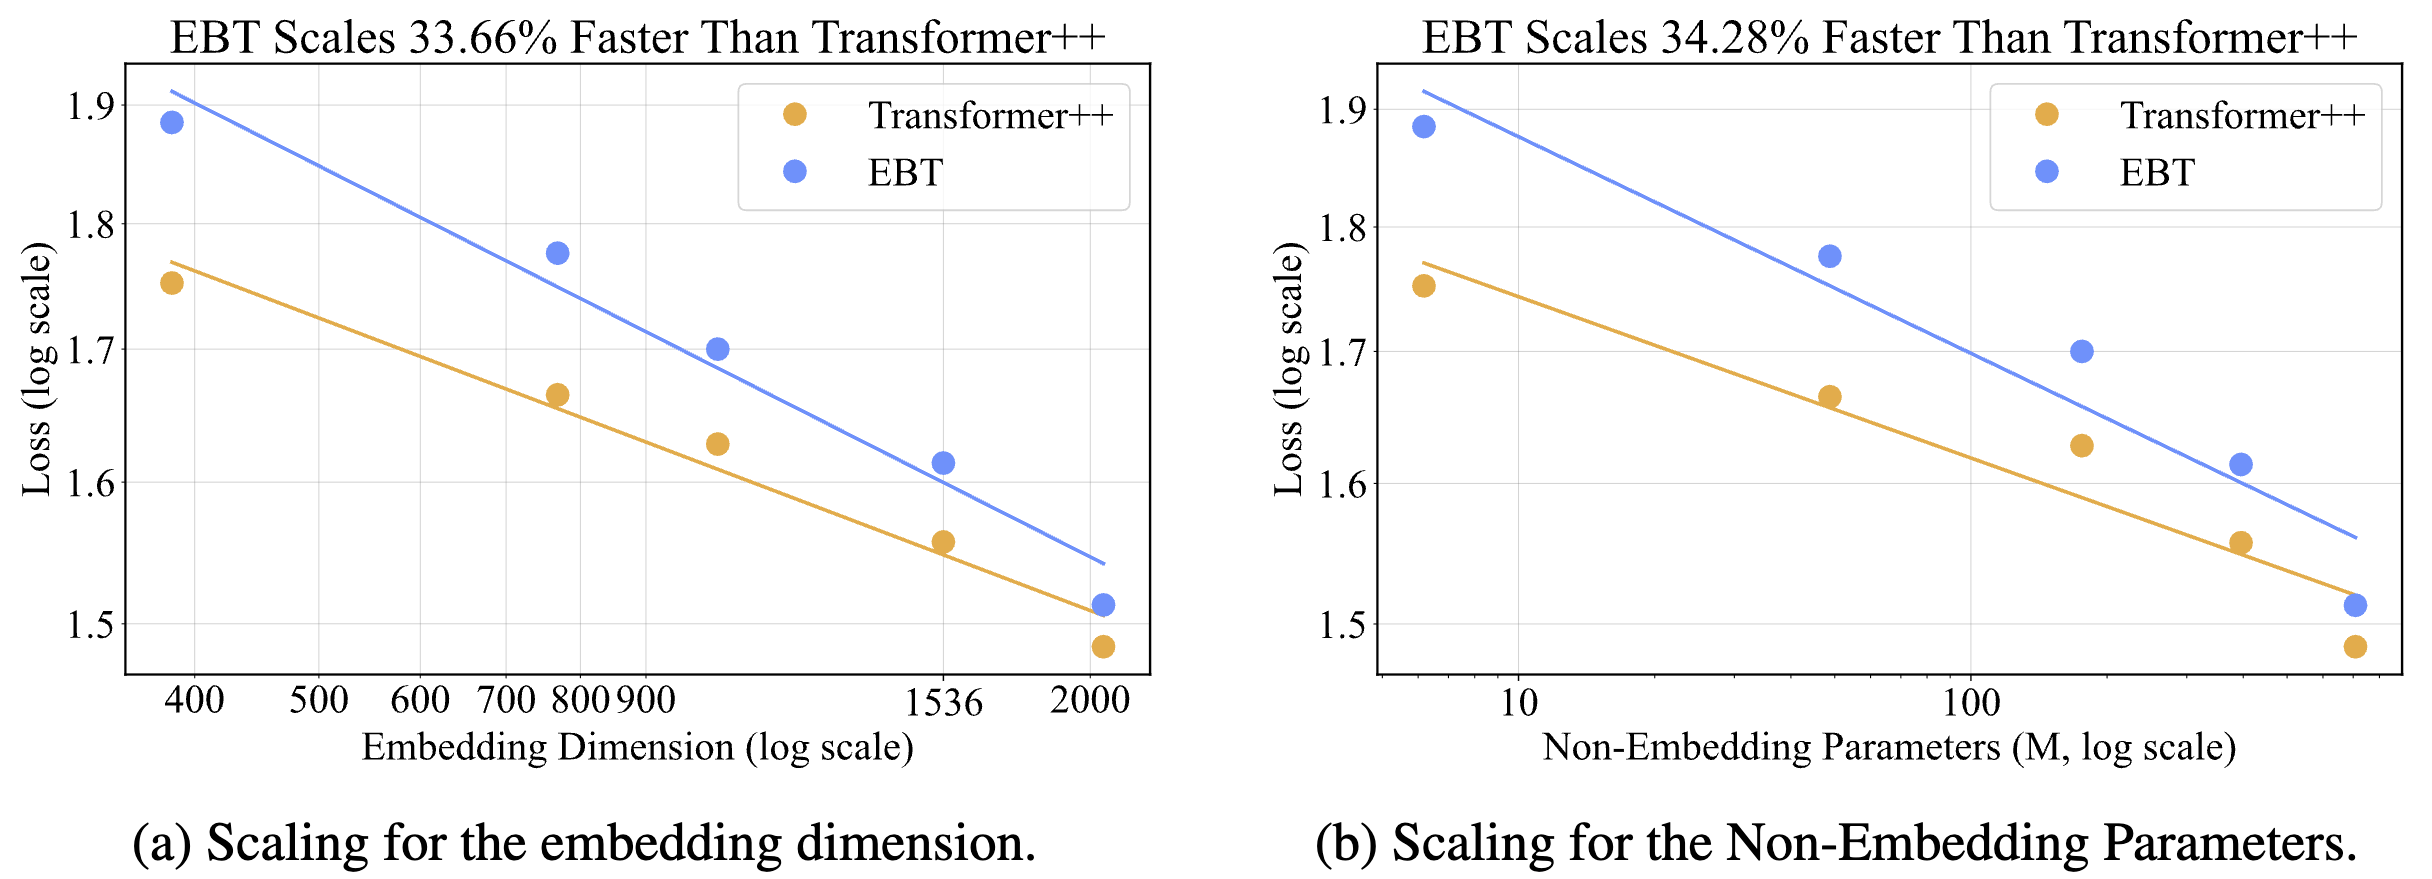 EBT Scales 33.66% Faster Than Transformer++
1.9
1.8
1.7
1.6
1.5
Loss (log scale)
Transformer++
EBT
400 500 600 700 800 900 1536 2000
Embedding Dimension (log scale)
(a) Scaling for the embedding dimension.
EBT Scales 34.28% Faster Than Transformer++
1.9
1.8
1.7
1.6
1.5
Loss (log scale)
Transformer++
EBT
10 100
Non-Embedding Parameters (M, log scale)
(b) Scaling for the Non-Embedding Parameters.